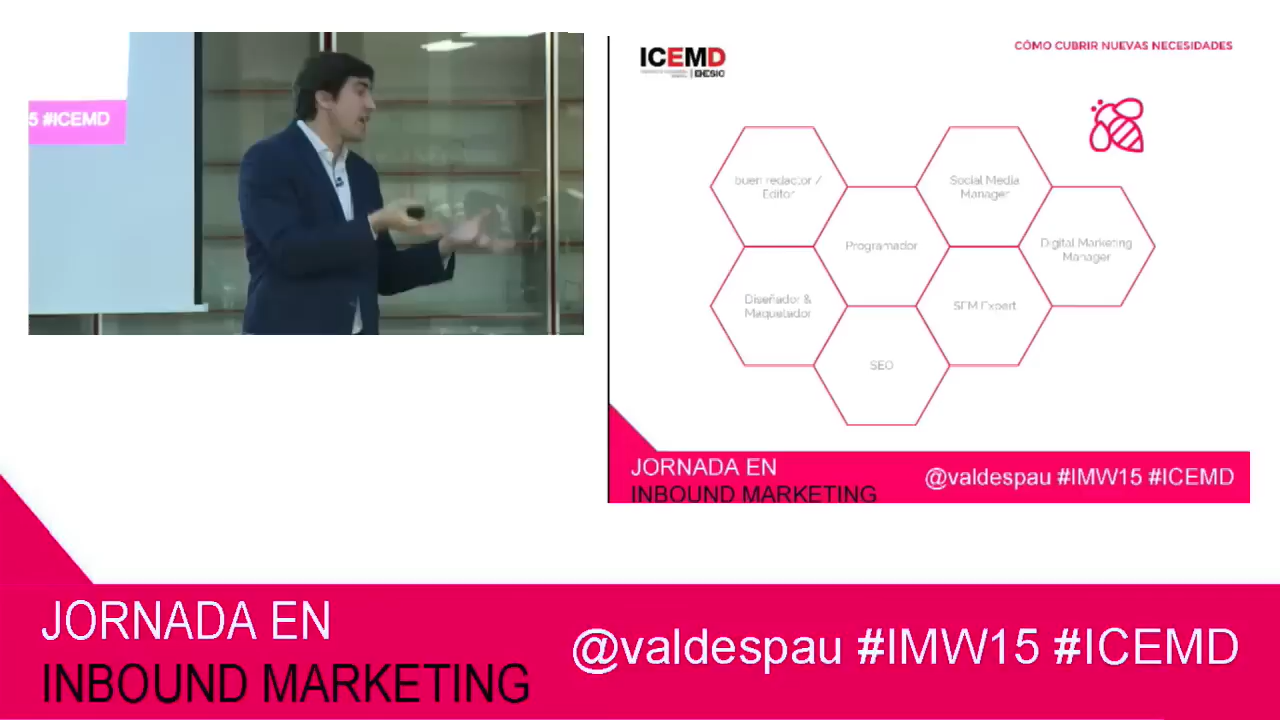 5 #ICEMD
ICEMD
ESIC
CÓMO CUBRIR NUEVAS NECESIDADES
buen redactor /
Editor
Social Media
Manager
Programador
Digital Marketing
Manager
Diseñador &
Maquetador
SEM Expert
SEO
JORNADA EN
INBOUND MARKETING
@valdespau #IMW15 #ICEMD
JORNADA EN
INBOUND MARKETING
@valdespau #IMW15 #ICEMD